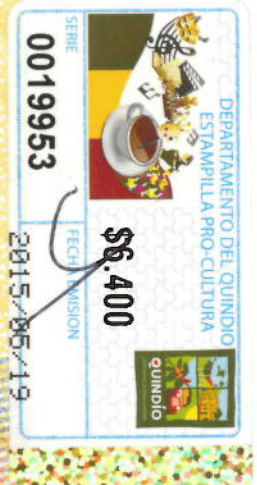 DEPARTAMENTO DEL QUINDIO
ESTAMPILLA PRO-CULTURA
QUINDÍO
$6.400
SERIE
0019953
FECHA EMISION
2015/05/19